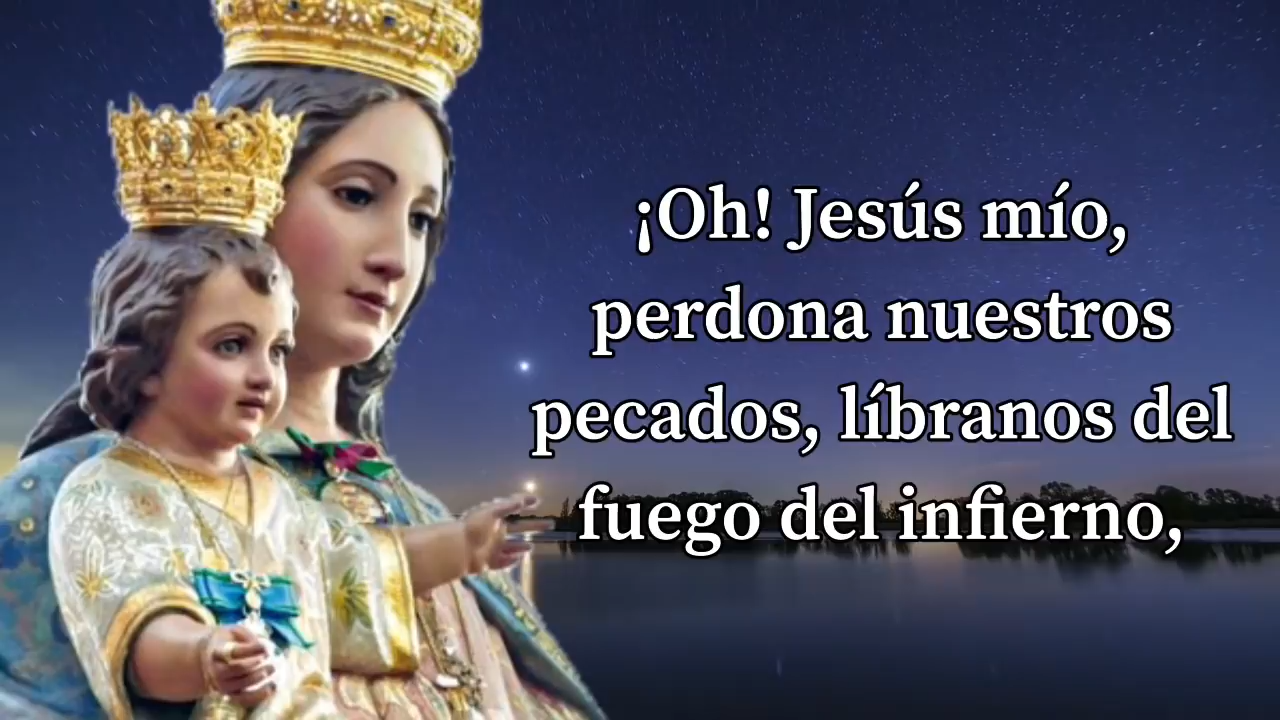 ¡Oh! Jesús mío,
perdona nuestros
pecados, líbranos del
fuego del infierno,